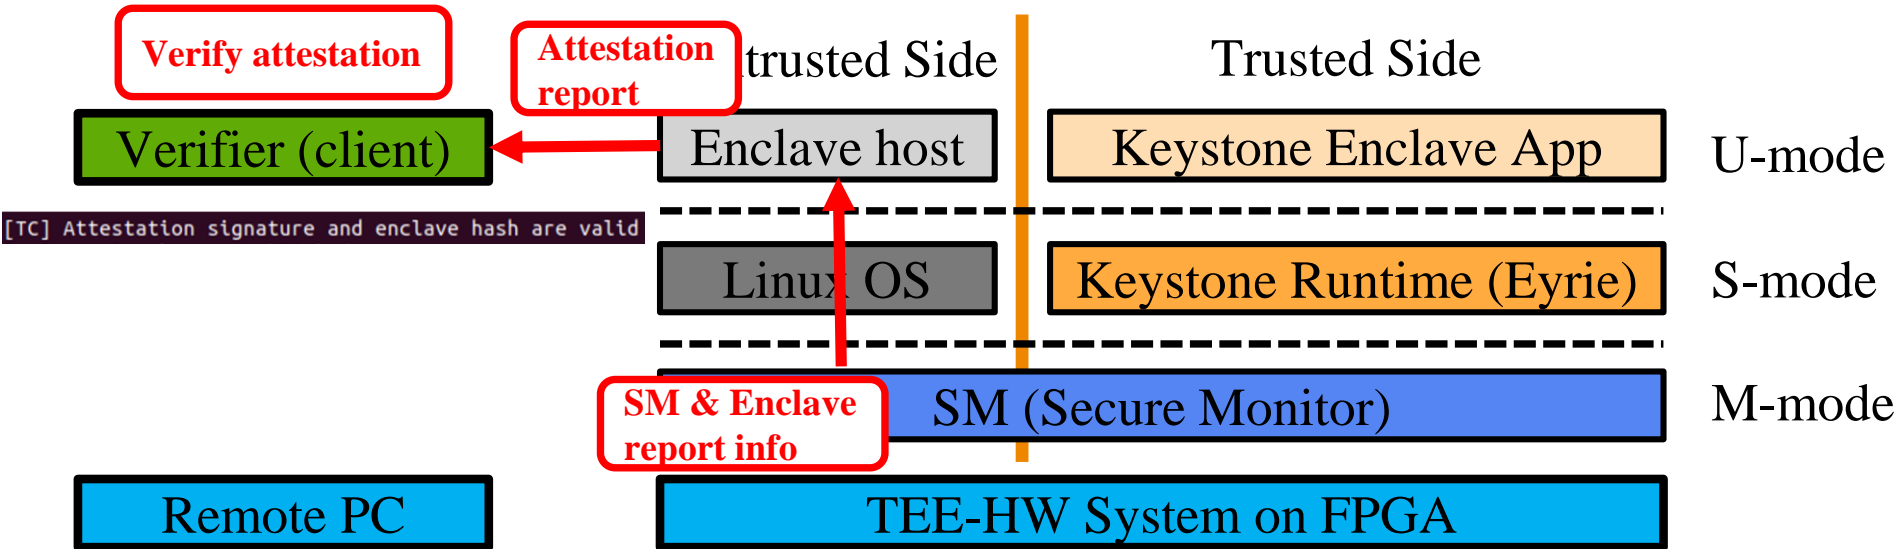 Verify attestation
Attestation
report
trusted Side
Trusted Side
Verifier (client)
Enclave host
Keystone Enclave App
U-mode
[TC] Attestation signature and enclave hash are valid
Linux OS
Keystone Runtime (Eyrie)
S-mode
SM & Enclave
report info
SM (Secure Monitor)
M-mode
Remote PC
TEE-HW System on FPGA